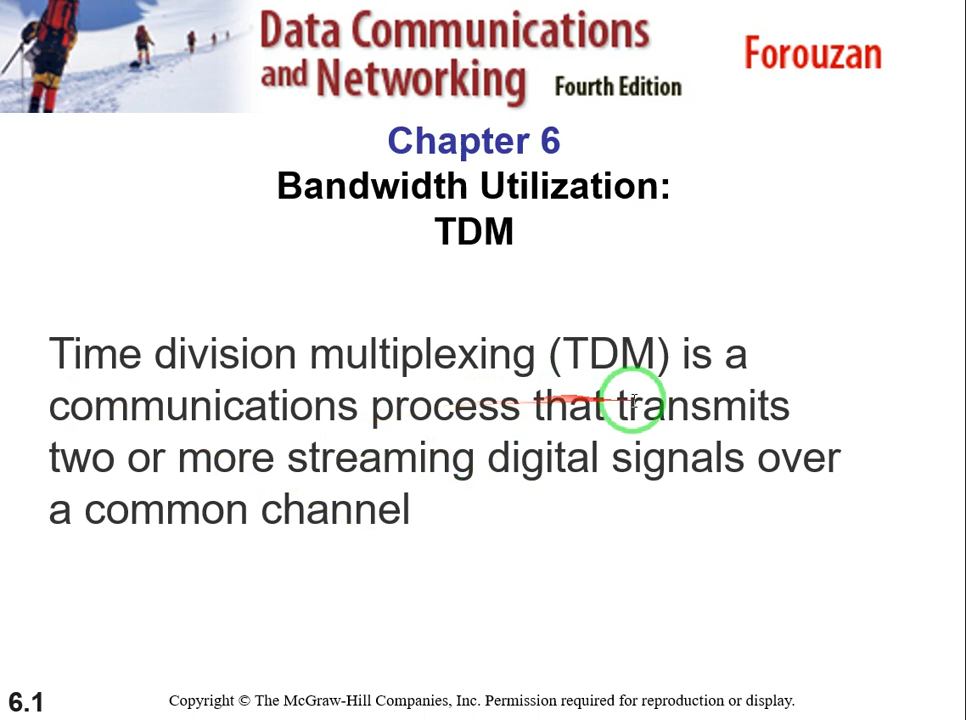 Data Communications
and Networking Fourth Edition
Forouzan
Chapter 6
Bandwidth Utilization:
TDM
Time division multiplexing (TDM) is a
communications process that transmits
two or more streaming digital signals over
a common channel
6.1
Copyright © The McGraw-Hill Companies, Inc. Permission required for reproduction or display.